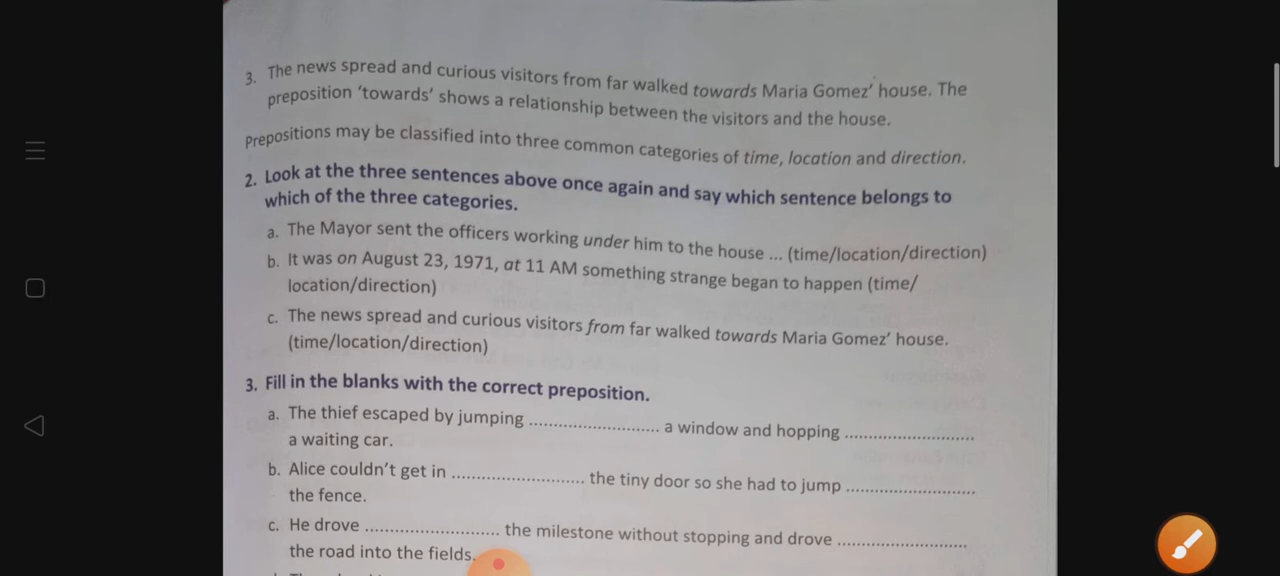 3. The news spread and curious visitors from far walked towards Maria Gomez' house. The
preposition 'towards' shows a relationship between the visitors and the house.
Prepositions may be classified into three common categories of time, location and direction.
2. Look at the three sentences above once again and say which sentence belongs to
which of the three categories.
a. The Mayor sent the officers working under him to the house ... (time/location/direction)
b. It was on August 23, 1971, at 11 AM something strange began to happen (time/
location/direction)
c. The news spread and curious visitors from far walked towards Maria Gomez' house.
(time/location/direction)
3. Fill in the blanks with the correct preposition.
a. The thief escaped by jumping .......................... a window and hopping ..........................
a waiting car.
b. Alice couldn't get in .......................... the tiny door so she had to jump ..........................
the fence.
c. He drove .......................... the milestone without stopping and drove ..........................
the road into the fields.